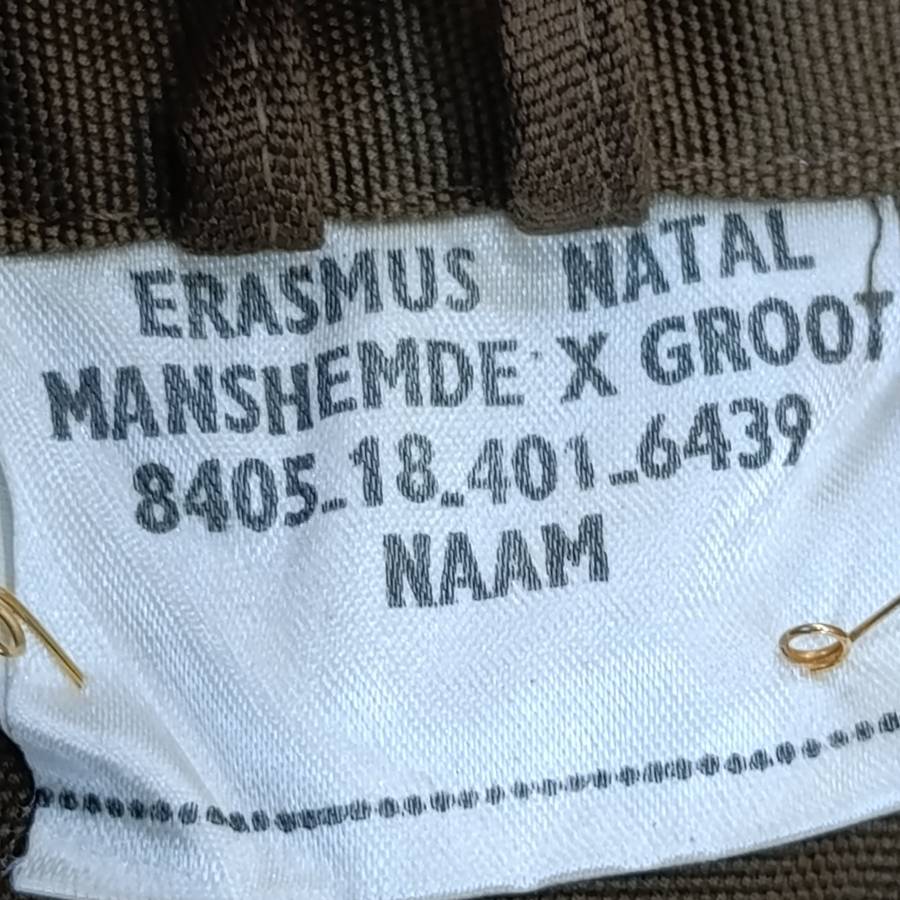 ERASMUS NATAL
MANSHEMDE X GROOT
8405-18-401-6439
NAAM